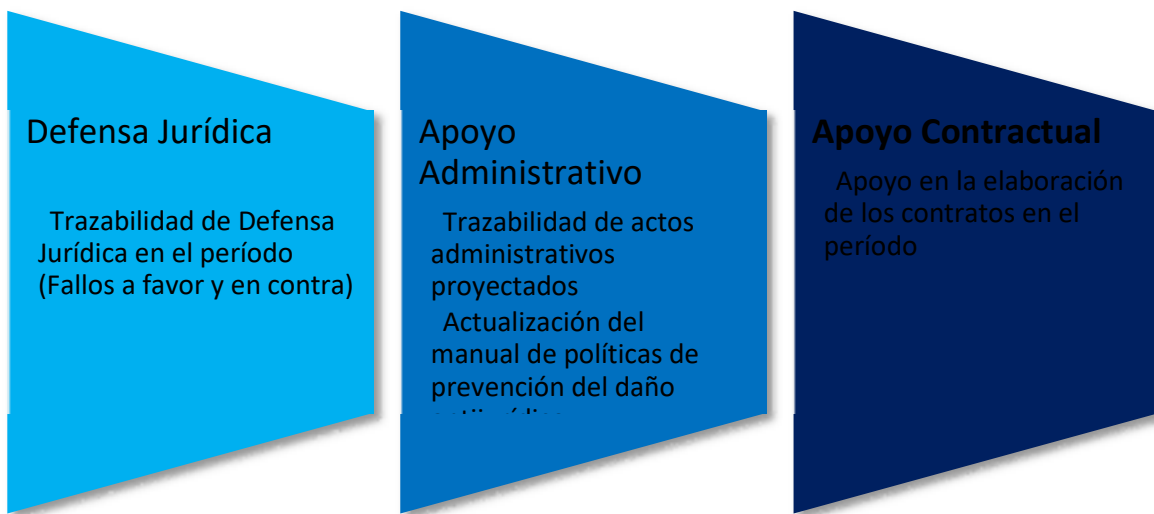 Defensa Jurídica
Trazabilidad de Defensa
Jurídica en el período
(Fallos a favor y en contra)
Apoyo
Administrativo
Trazabilidad de actos
administrativos
proyectados
Actualización del
manual de políticas de
prevención del daño
Apoyo Contractual
Apoyo en la elaboración
de los contratos en el
período